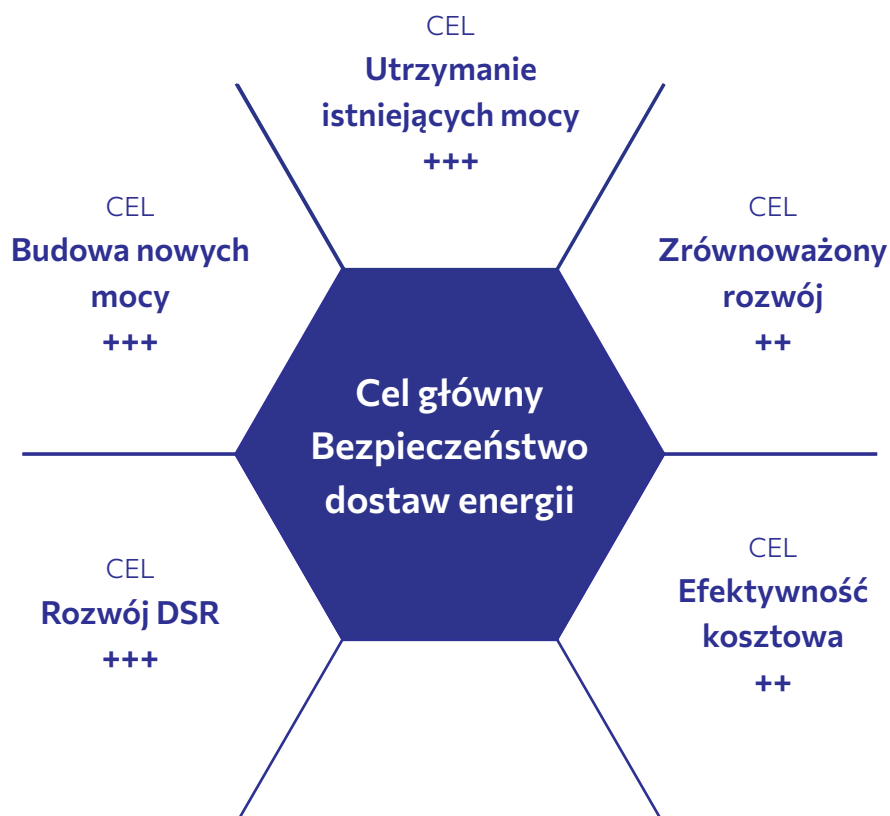 CEL
Utrzymanie
istniejących mocy
+++
CEL
Budowa nowych
mocy
+++
CEL
Zrównoważony
rozwój
++
Cel główny
Bezpieczeństwo
dostaw energii
CEL
Rozwój DSR
+++
CEL
Efektywność
kosztowa
++